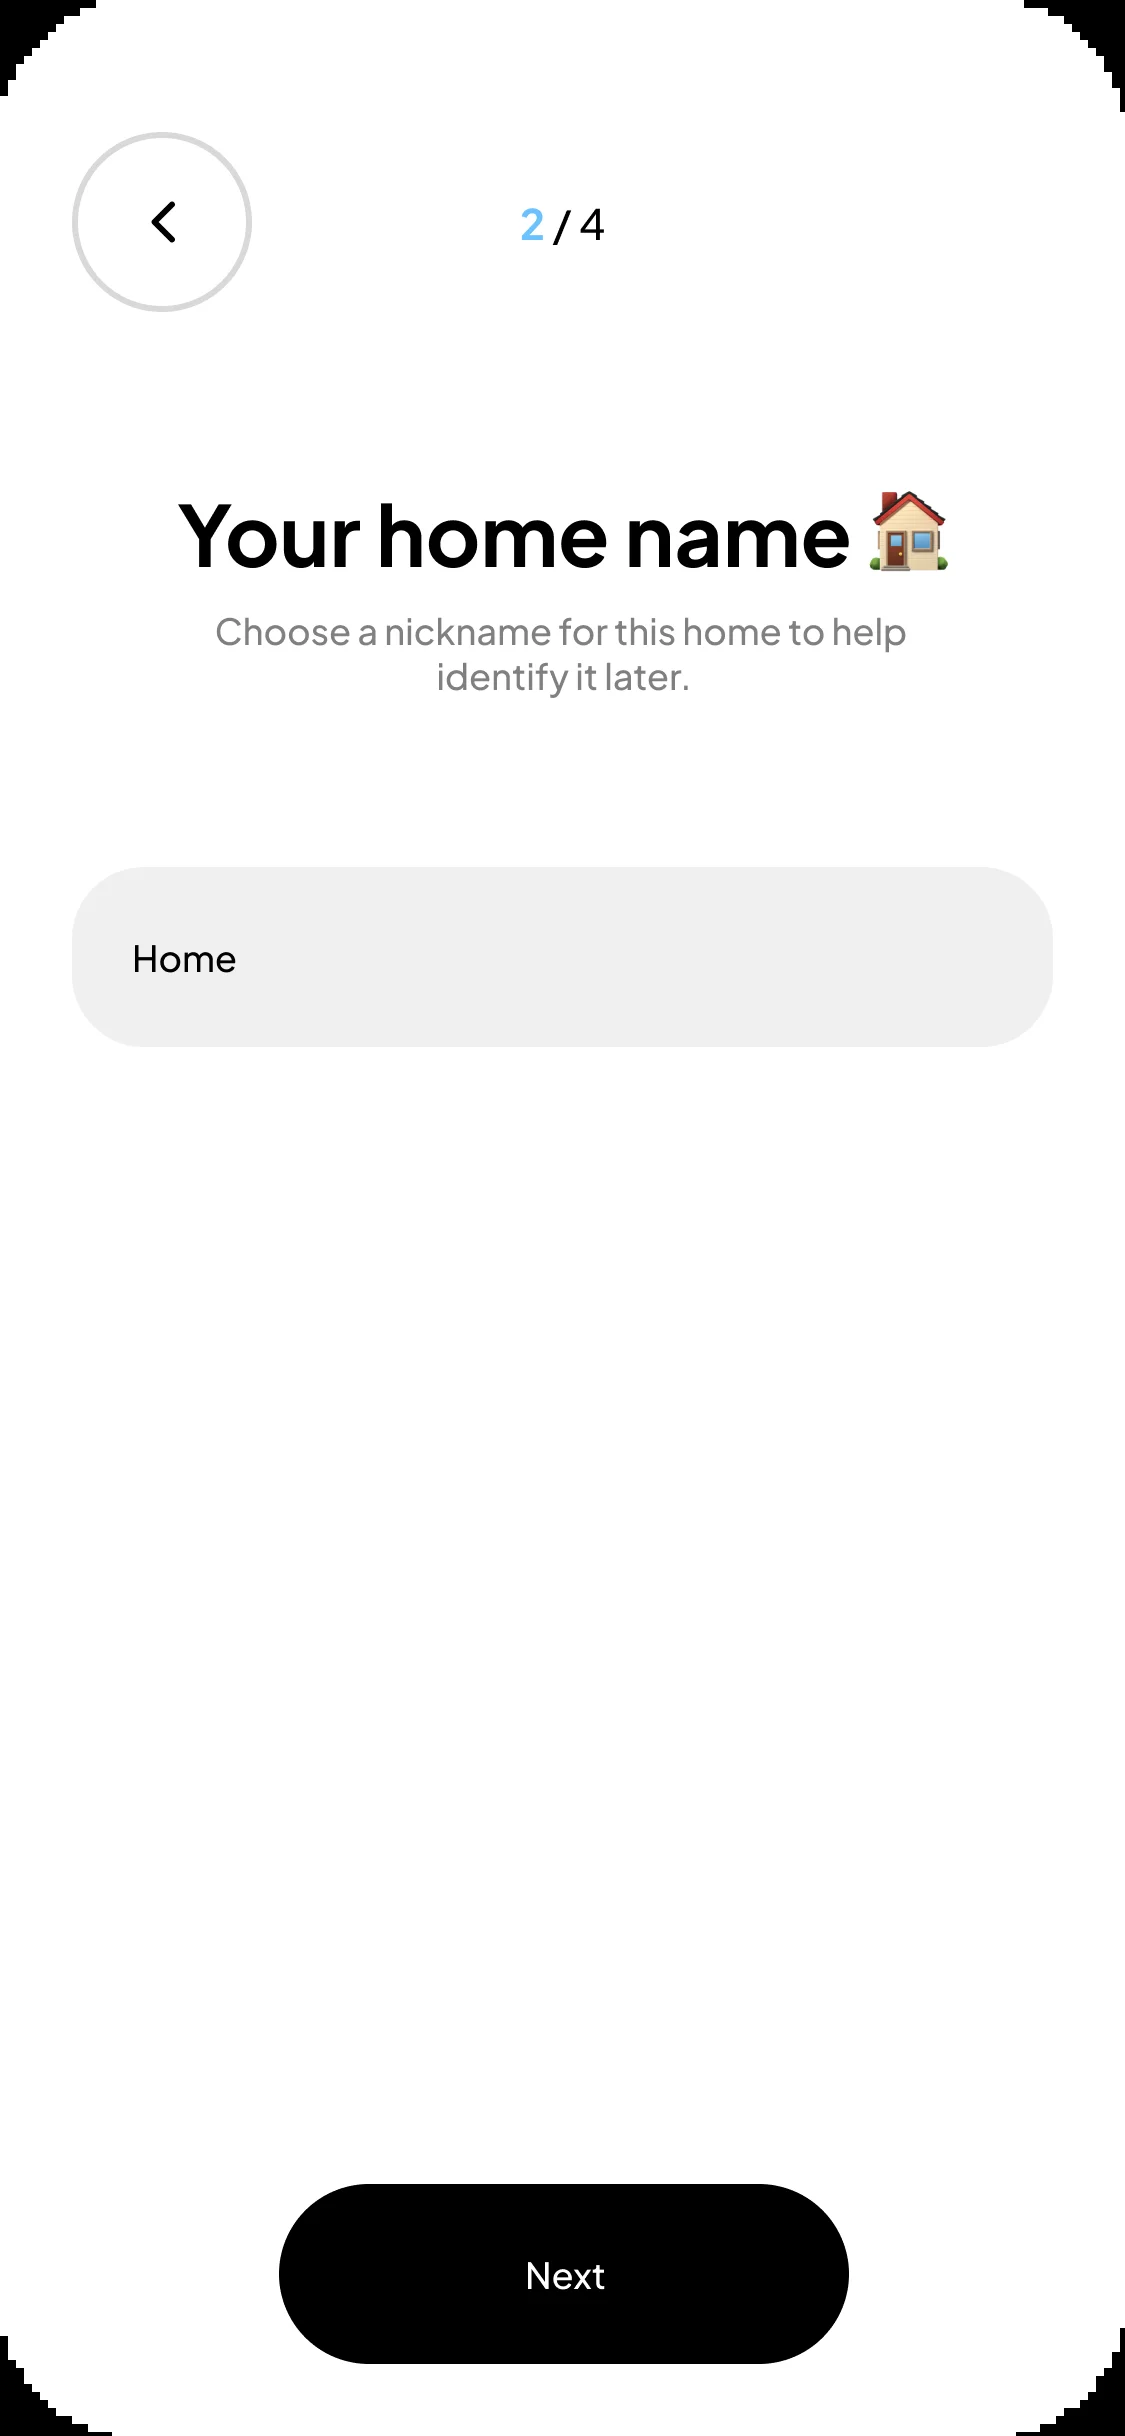 2 / 4
Your home name 🏠
Choose a nickname for this home to help
identify it later.
Home
Next